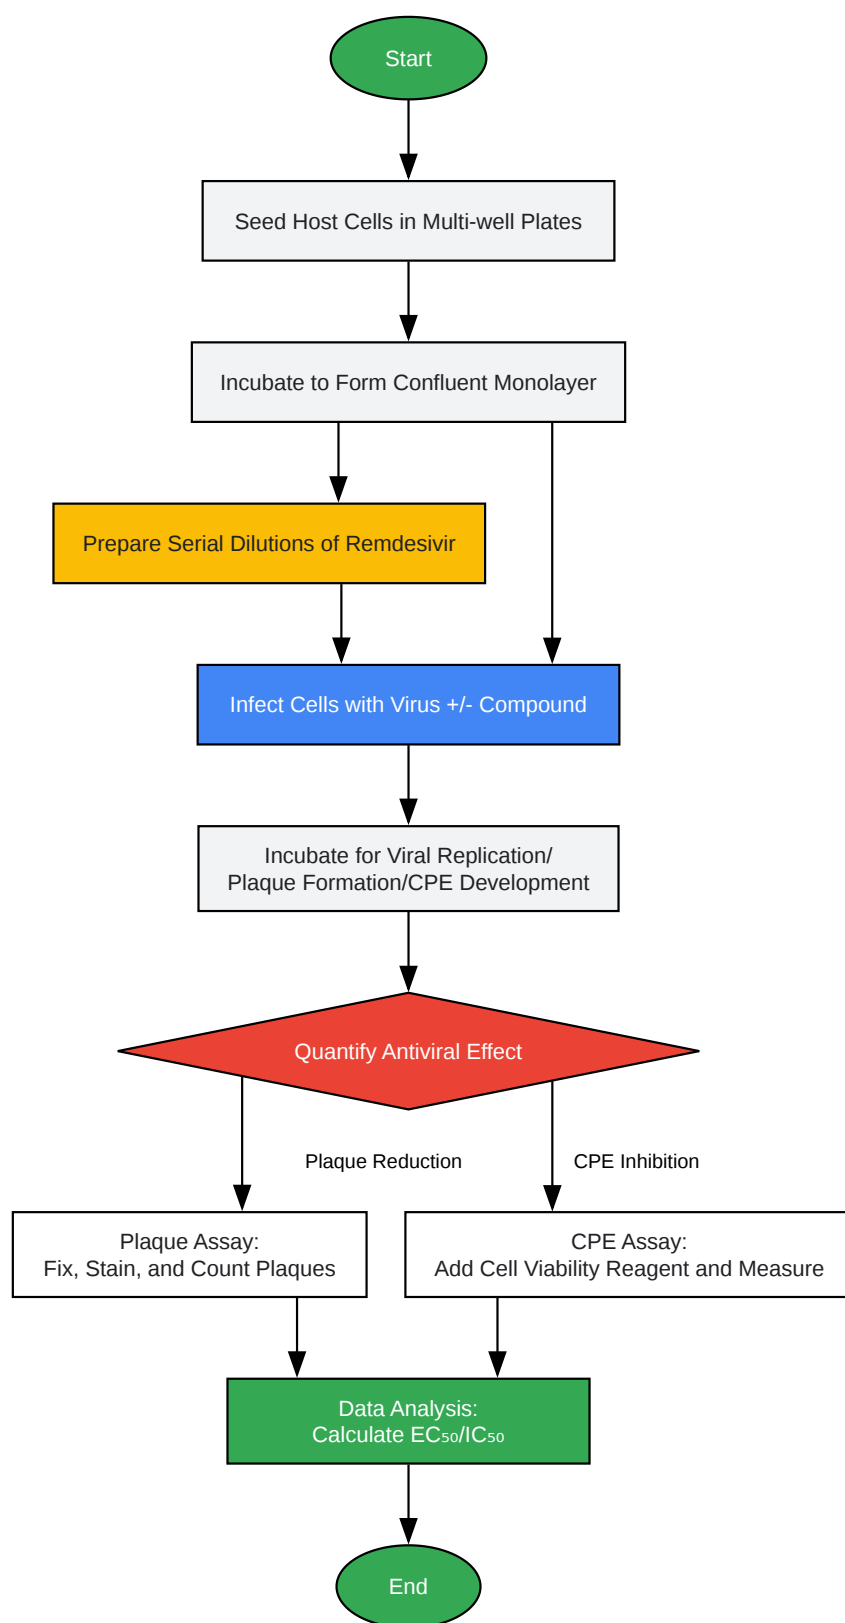 Start
Seed Host Cells in Multi-well Plates
Incubate to Form Confluent Monolayer
Prepare Serial Dilutions of Remdesivir
Infect Cells with Virus +/- Compound
Incubate for Viral Replication/
Plaque Formation/CPE Development
Quantify Antiviral Effect
Plaque Reduction
CPE Inhibition
Plaque Assay:
Fix, Stain, and Count Plaques
CPE Assay:
Add Cell Viability Reagent and Measure
Data Analysis:
Calculate EC₅₀/IC₅₀
End